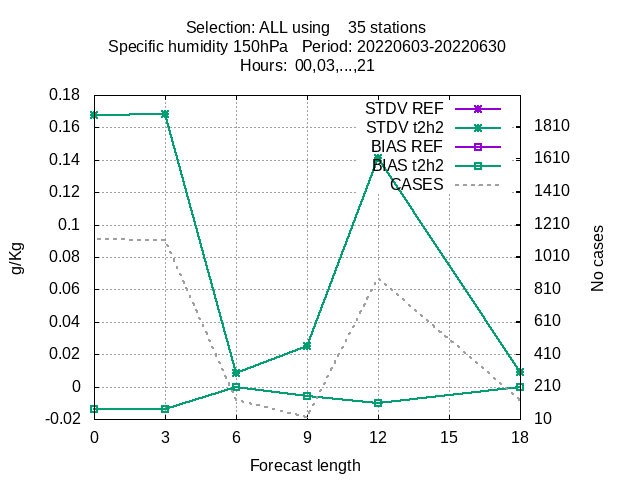 Selection: ALL using 35 stations
Specific humidity 150hPa Period: 20220603-20220630
Hours: 00,03,...,21
STDV REF
STDV t2h2
BIAS REF
BIAS t2h2
CASES
0.18
0.16
0.14
0.12
0.1
0.08
0.06
0.04
0.02
0
-0.02
1810
1610
1410
1210
1010
810
610
410
210
10
g/Kg
No cases
0 3 6 9 12 15 18
Forecast length